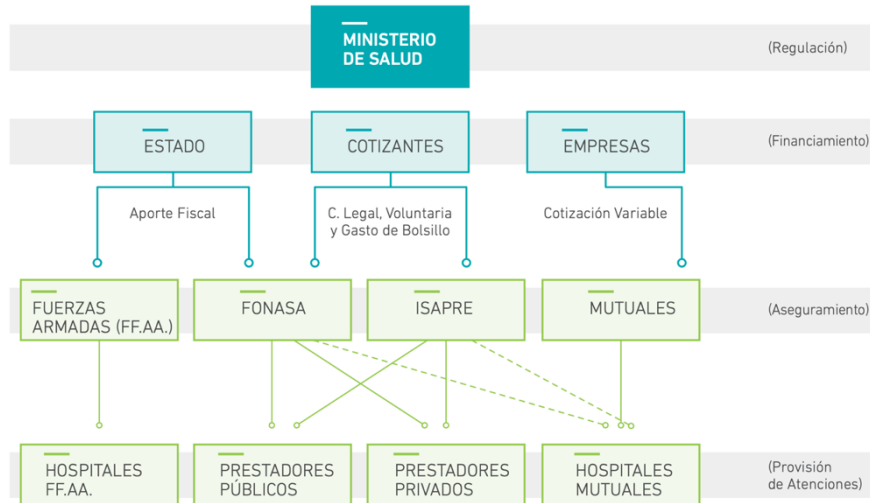 MINISTERIO
DE SALUD
(Regulación)
ESTADO
COTIZANTES
EMPRESAS
(Financiamiento)
Aporte Fiscal
C. Legal, Voluntaria
y Gasto de Bolsillo
Cotización Variable
FUERZAS
ARMADAS (FF.AA.)
FONASA
ISAPRE
MUTUALES
(Aseguramiento)
HOSPITALES
FF.AA.
PRESTADORES
PÚBLICOS
PRESTADORES
PRIVADOS
HOSPITALES
MUTUALES
(Provisión
de Atenciones)